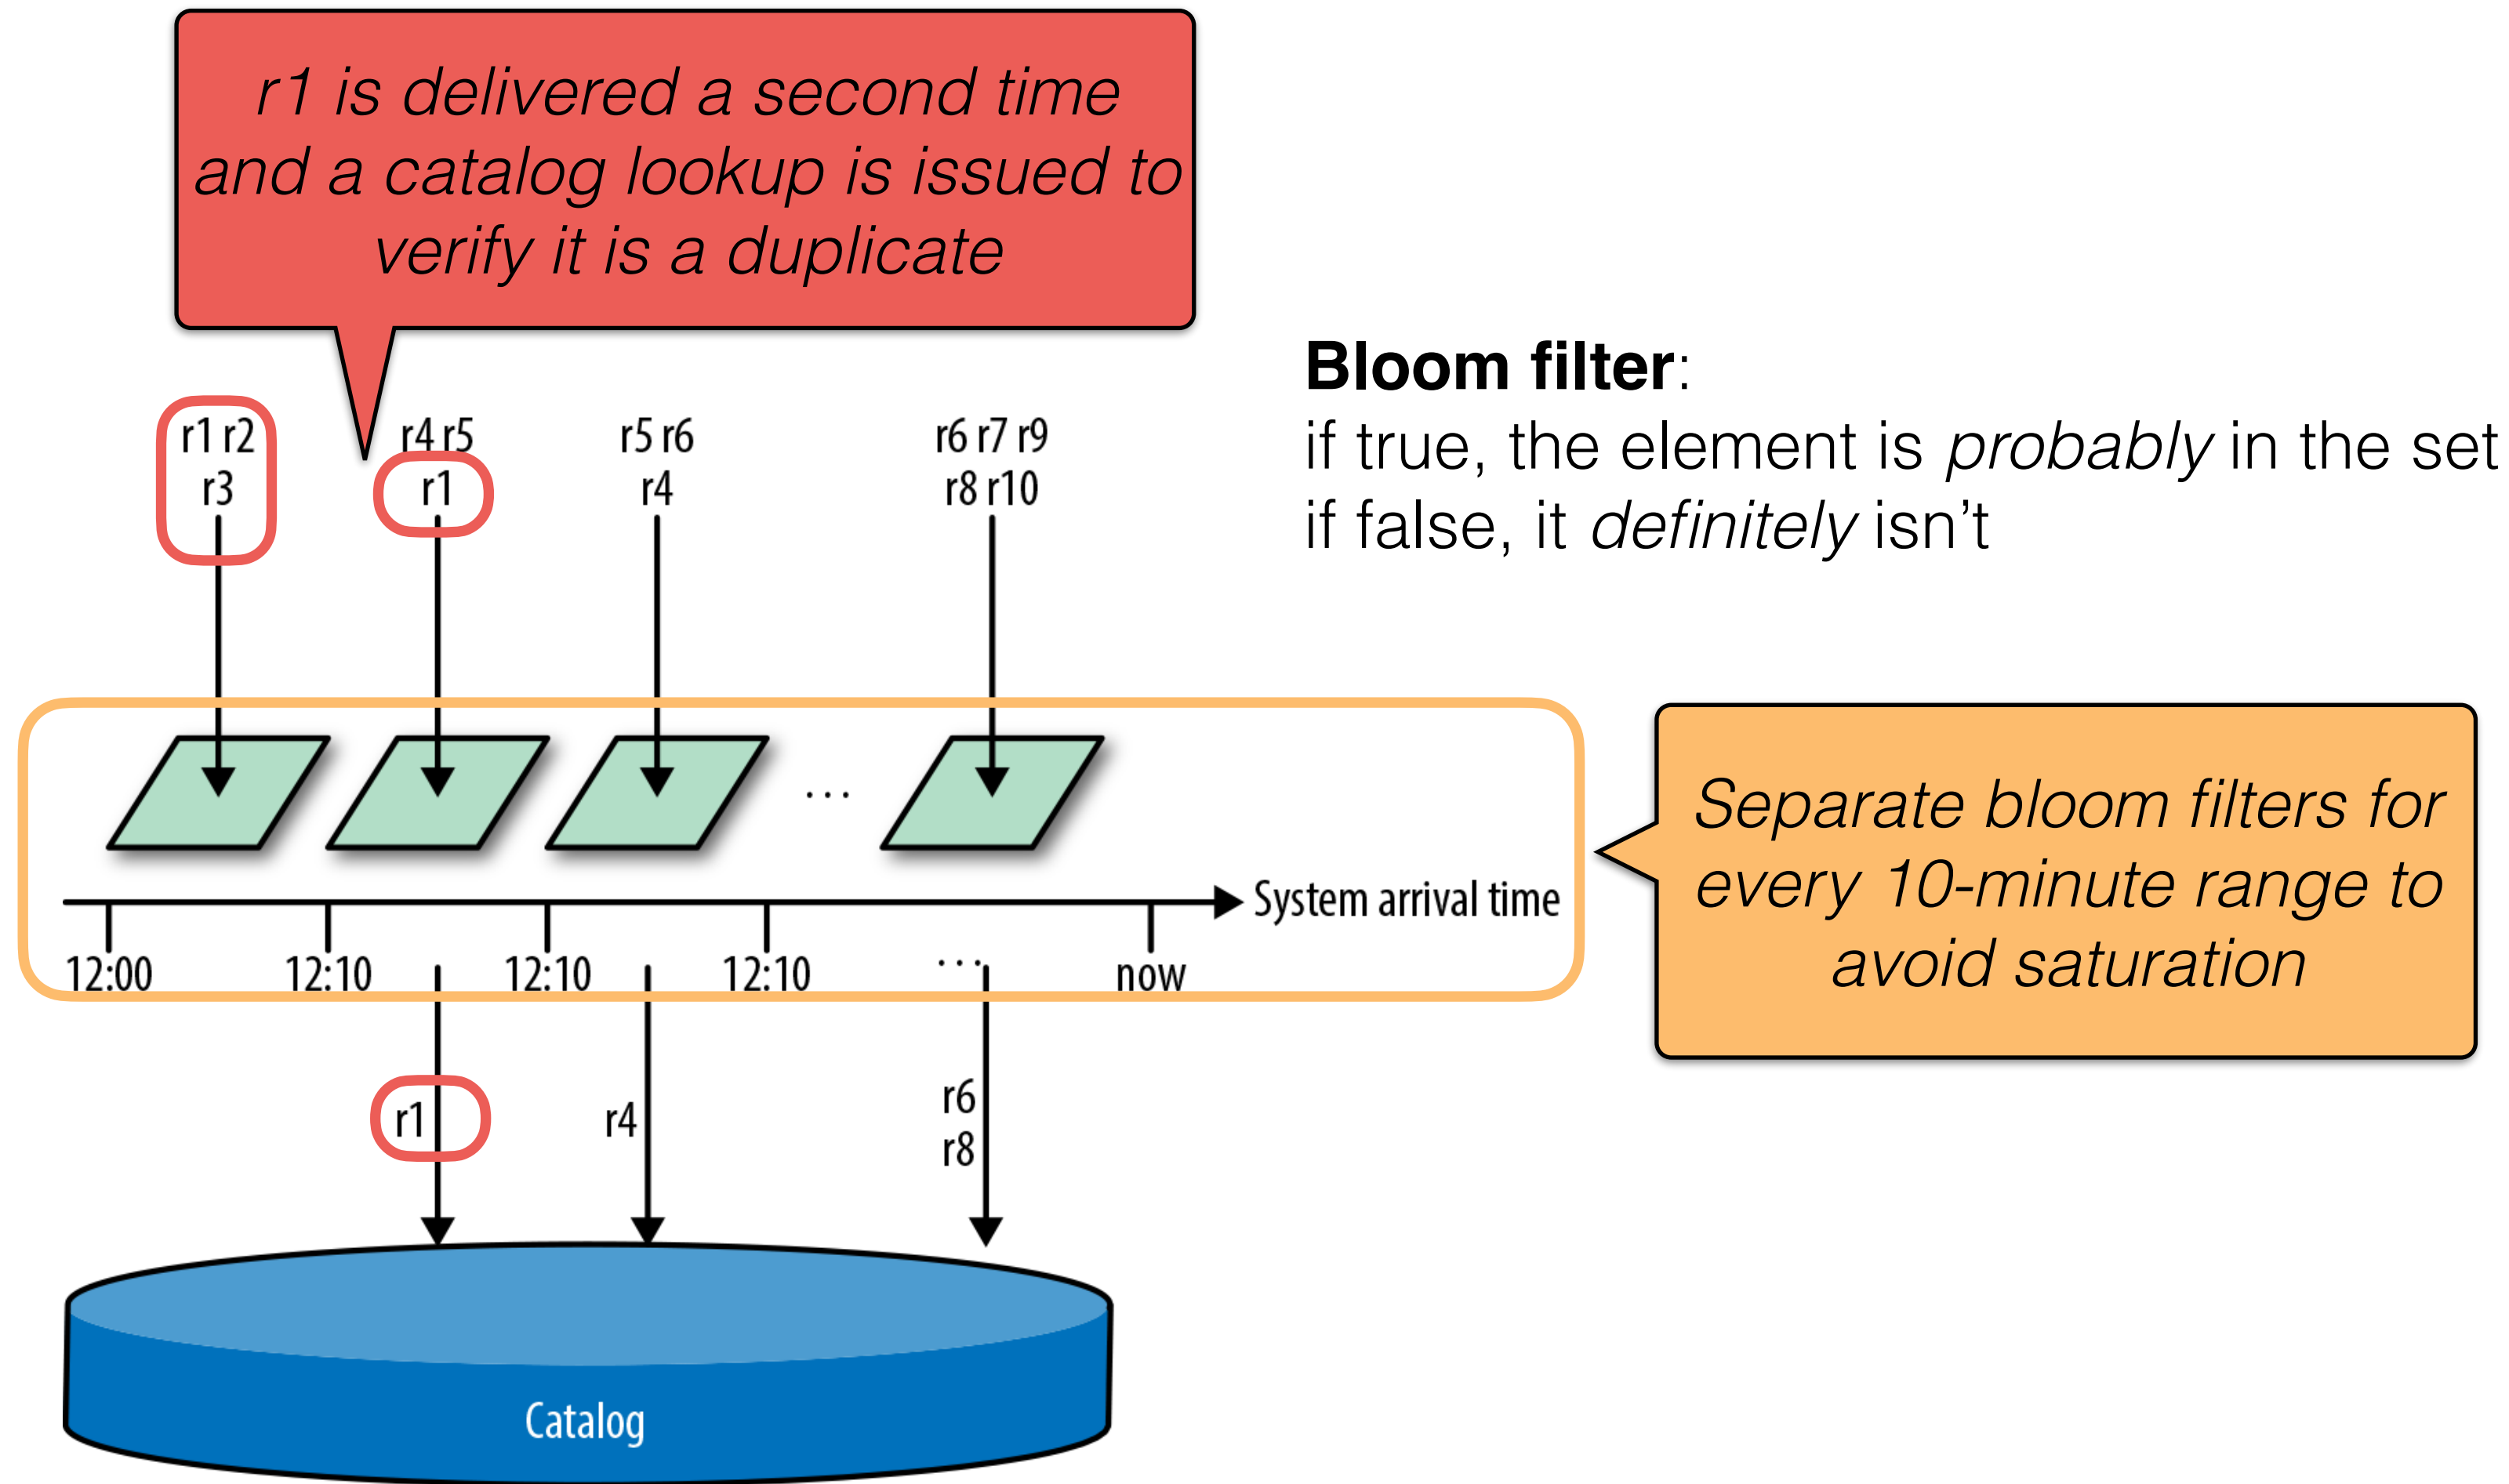 r1 is delivered a second time
and a catalog lookup is issued to
verify it is a duplicate
Bloom filter:
if true, the element is probably in the set
if false, it definitely isn't
r1 r2
r3
r4 r5
r1
r5 r6
r4
r6 r7 r9
r8 r10
...
System arrival time
12:00
12:10
12:10
12:10
...
now
Separate bloom filters for
every 10-minute range to
avoid saturation
r1
r4
r6
r8
Catalog